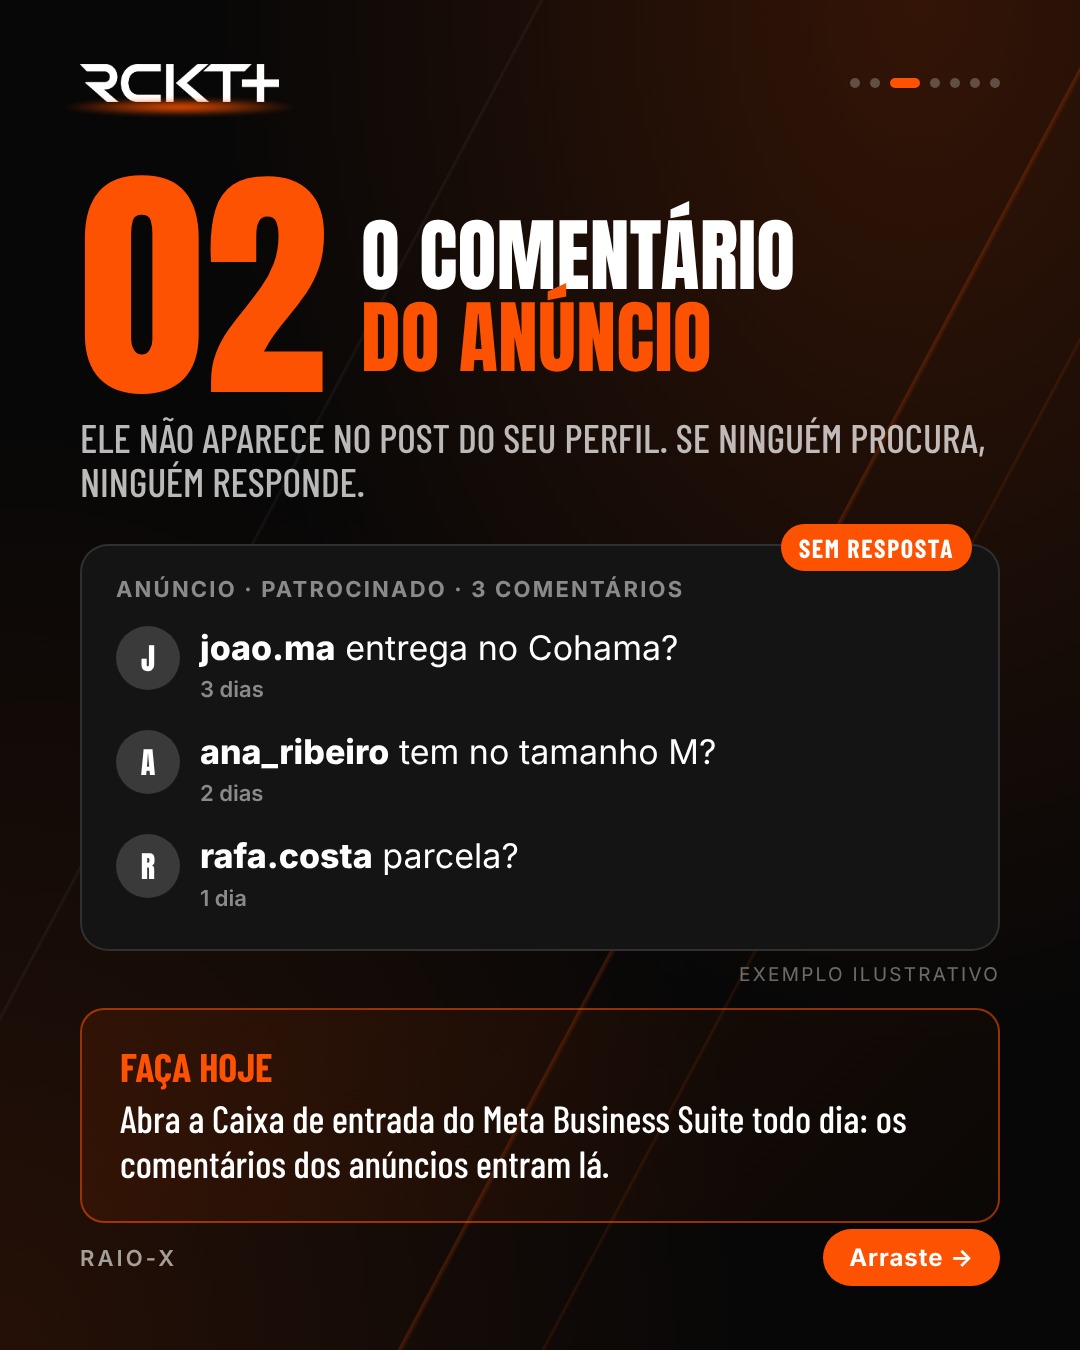 RCKT+
02
O COMENTÁRIO
DO ANÚNCIO
ELE NÃO APARECE NO POST DO SEU PERFIL. SE NINGUÉM PROCURA,
NINGUÉM RESPONDE.
SEM RESPOSTA
ANÚNCIO · PATROCINADO · 3 COMENTÁRIOS
J
joao.ma entrega no Cohama?
3 dias
A
ana_ribeiro tem no tamanho M?
2 dias
R
rafa.costa parcela?
1 dia
EXEMPLO ILUSTRATIVO
FAÇA HOJE
Abra a Caixa de entrada do Meta Business Suite todo dia: os
comentários dos anúncios entram lá.
RAIO-X
Arraste →